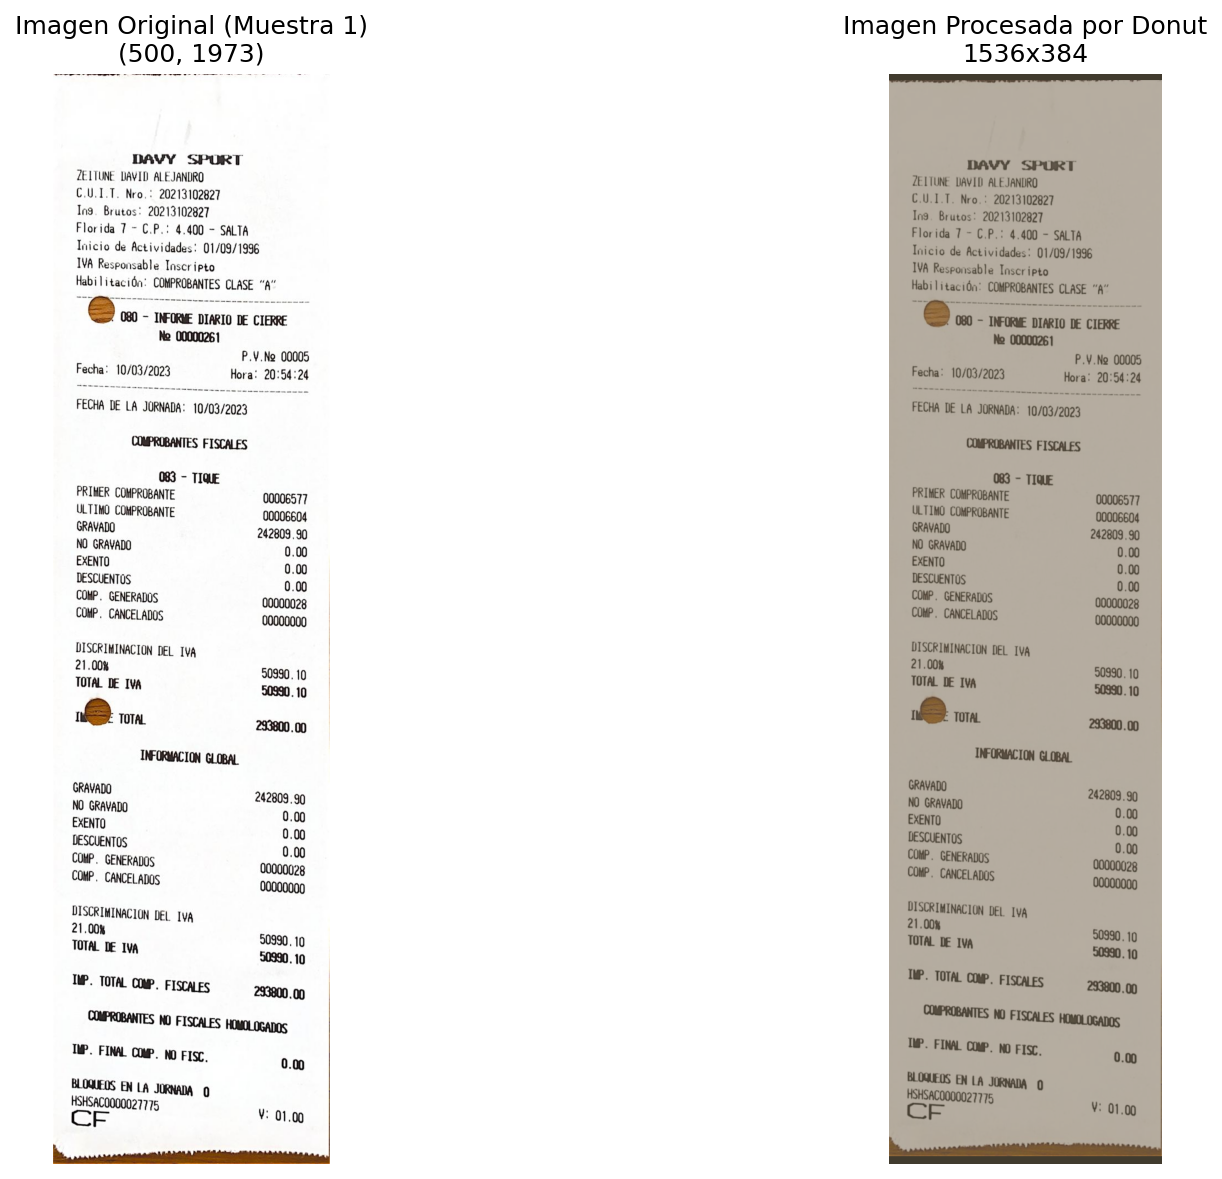 Imagen Original (Muestra 1)
(500, 1973)
DAVY SPORT
ZEITUNE DAVID ALEJANDRO
C.U.I.T. Nro.: 20213102827
Ing. Brutos: 20213102827
Florida 7 - C.P.: 4.400 - SALTA
Inicio de Actividades: 01/09/1996
IVA Responsable Inscripto
Habilitación: COMPROBANTES CLASE "A"
080 - INFORME DIARIO DE CIERRE
№ 00000261
P.V.№ 00005
Fecha: 10/03/2023 Hora: 20:54:24
FECHA DE LA JORNADA: 10/03/2023
COMPROBANTES FISCALES
083 - TIQUE
PRIMER COMPROBANTE 00006577
ULTIMO COMPROBANTE 00006604
GRAVADO 242809.90
NO GRAVADO 0.00
EXENTO 0.00
DESCUENTOS 0.00
COMP. GENERADOS 00000028
COMP. CANCELADOS 00000000
DISCRIMINACION DEL IVA
21.00% 50990.10
TOTAL DE IVA 50990.10
TOTAL 293800.00
INFORMACION GLOBAL
GRAVADO 242809.90
NO GRAVADO 0.00
EXENTO 0.00
DESCUENTOS 0.00
COMP. GENERADOS 00000028
COMP. CANCELADOS 00000000
DISCRIMINACION DEL IVA
21.00% 50990.10
TOTAL DE IVA 50990.10
IMP. TOTAL COMP. FISCALES 293800.00
COMPROBANTES NO FISCALES HOMOLOGADOS
IMP. FINAL COMP. NO FISC. 0.00
BLOQUEOS EN LA JORNADA 0
HSHSAC0000027775
CF V: 01.00
Imagen Procesada por Donut
1536x384
DAVY SPORT
ZEITUNE DAVID ALEJANDRO
C.U.I.T. Nro.: 20213102827
Ing. Brutos: 20213102827
Florida 7 - C.P.: 4.400 - SALTA
Inicio de Actividades: 01/09/1996
IVA Responsable Inscripto
Habilitación: COMPROBANTES CLASE "A"
080 - INFORME DIARIO DE CIERRE
№ 00000261
P.V.№ 00005
Fecha: 10/03/2023 Hora: 20:54:24
FECHA DE LA JORNADA: 10/03/2023
COMPROBANTES FISCALES
083 - TIQUE
PRIMER COMPROBANTE 00006577
ULTIMO COMPROBANTE 00006604
GRAVADO 242809.90
NO GRAVADO 0.00
EXENTO 0.00
DESCUENTOS 0.00
COMP. GENERADOS 00000028
COMP. CANCELADOS 00000000
DISCRIMINACION DEL IVA
21.00% 50990.10
TOTAL DE IVA 50990.10
TOTAL 293800.00
INFORMACION GLOBAL
GRAVADO 242809.90
NO GRAVADO 0.00
EXENTO 0.00
DESCUENTOS 0.00
COMP. GENERADOS 00000028
COMP. CANCELADOS 00000000
DISCRIMINACION DEL IVA
21.00% 50990.10
TOTAL DE IVA 50990.10
IMP. TOTAL COMP. FISCALES 293800.00
COMPROBANTES NO FISCALES HOMOLOGADOS
IMP. FINAL COMP. NO FISC. 0.00
BLOQUEOS EN LA JORNADA 0
HSHSAC0000027775
CF V: 01.00